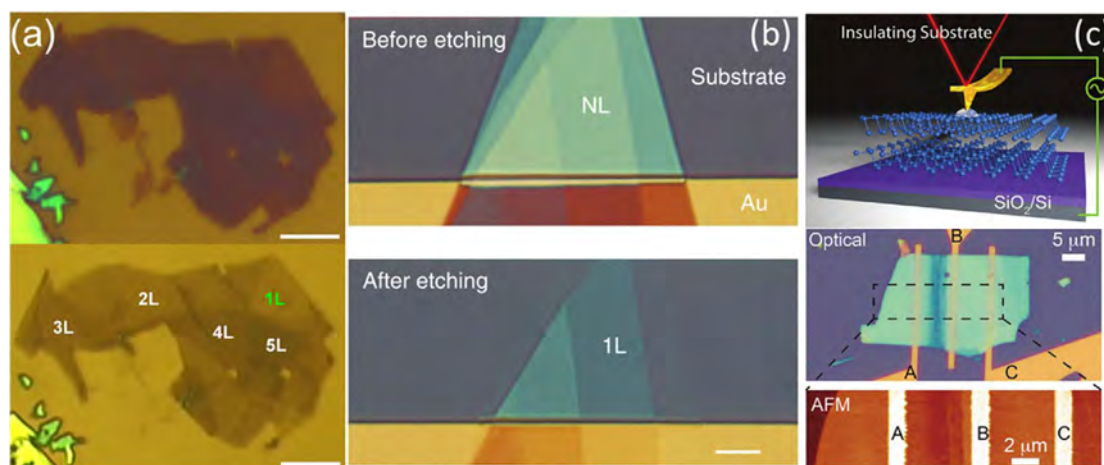 (a)
2L
1L
3L
4L
5L
Before etching
(b)
NL
Substrate
Au
After etching
1L
(c)
Insulating Substrate
SiO₂/Si
Optical
B
5 μm
A
C
AFM
A
B
C
2 μm